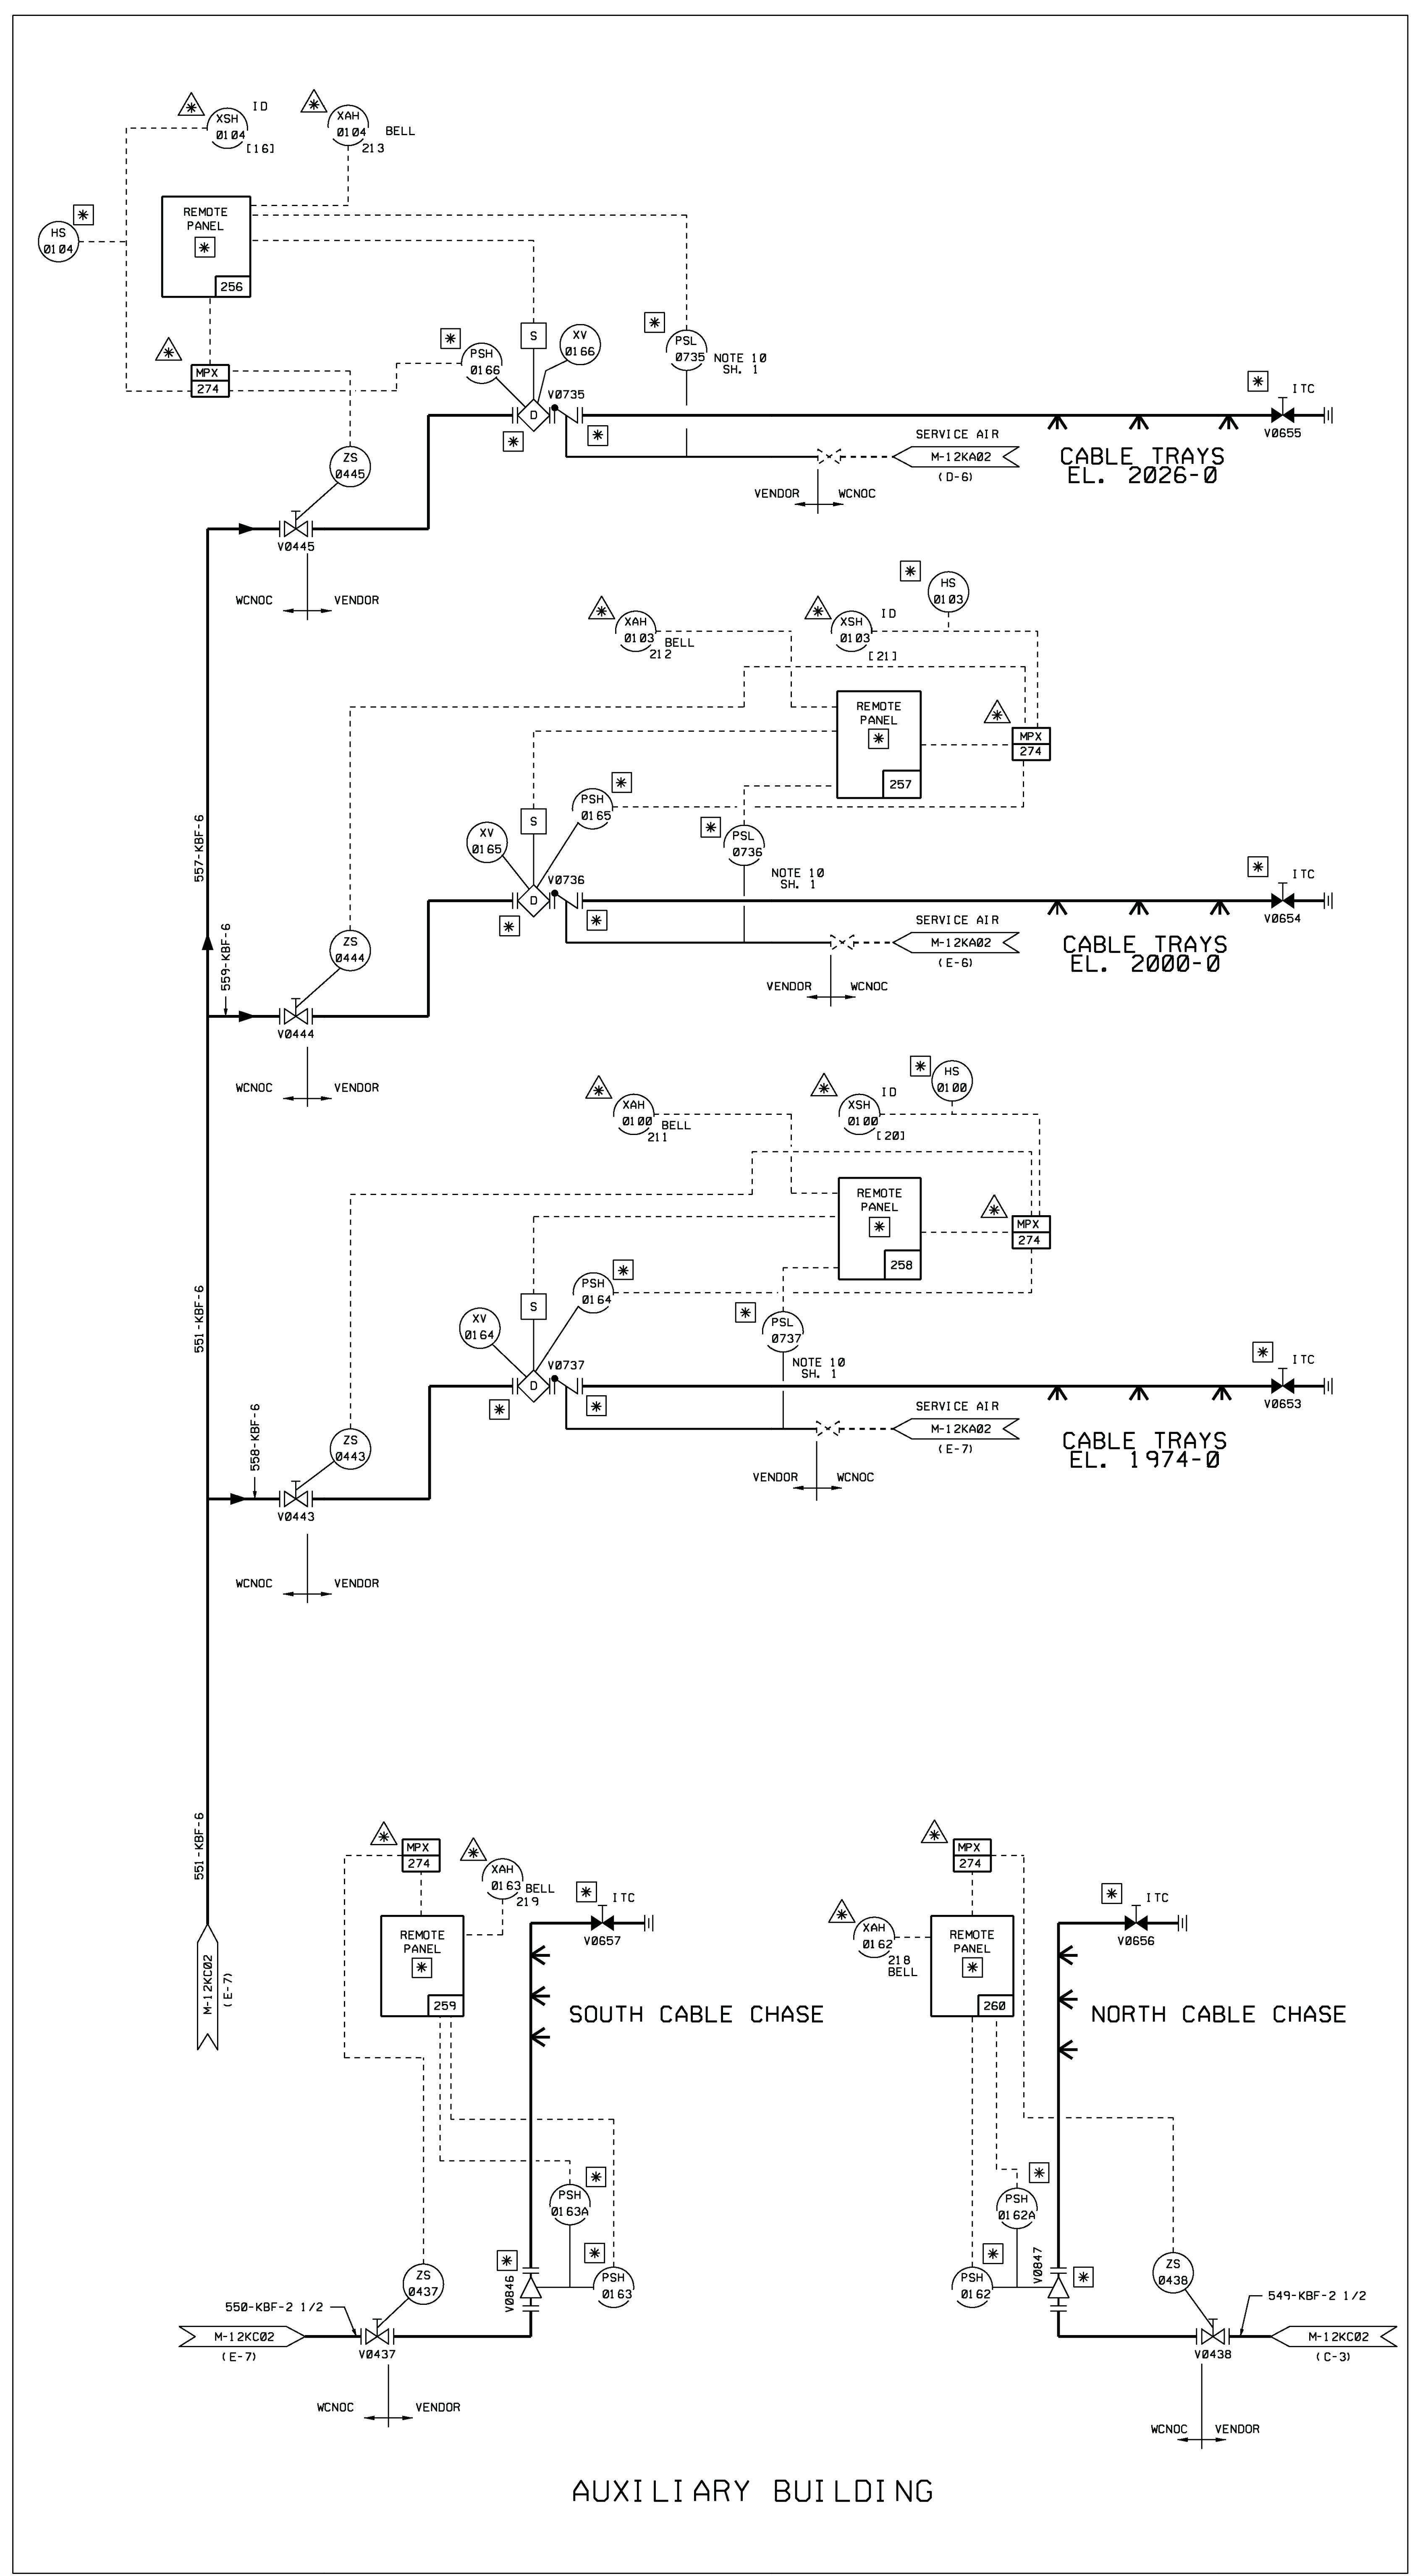 XSH
0104
ID
[16]
XAH
0104
BELL
213
REMOTE
PANEL
256
HS
0104
MPX
274
PSH
0166
S
XV
0166
PSL
0735
NOTE 10
SH. 1
ITC
V0655
D
V0735
SERVICE AIR
M-12KA02
(D-6)
CABLE TRAYS
EL. 2026-0
ZS
0445
VENDOR
WCNOC
V0445
WCNOC
VENDOR
HS
0103
XAH
0103
BELL
212
XSH
0103
ID
[21]
REMOTE
PANEL
257
MPX
274
557-KBF-6
PSH
0165
S
XV
0165
PSL
0736
NOTE 10
SH. 1
ITC
V0654
D
V0736
SERVICE AIR
M-12KA02
(E-6)
CABLE TRAYS
EL. 2000-0
559-KBF-6
ZS
0444
VENDOR
WCNOC
V0444
WCNOC
VENDOR
HS
0100
XAH
0100
BELL
211
XSH
0100
ID
[20]
REMOTE
PANEL
258
MPX
274
551-KBF-6
PSH
0164
S
XV
0164
PSL
0737
NOTE 10
SH. 1
ITC
V0653
D
V0737
SERVICE AIR
M-12KA02
(E-7)
CABLE TRAYS
EL. 1974-0
558-KBF-6
ZS
0443
VENDOR
WCNOC
V0443
WCNOC
VENDOR
551-KBF-6
M-12KC02
(E-7)
MPX
274
XAH
0163
BELL
219
REMOTE
PANEL
259
ITC
V0657
SOUTH CABLE CHASE
PSH
0163A
PSH
0163
ZS
0437
V0846
550-KBF-2 1/2
M-12KC02
(E-7)
V0437
WCNOC
VENDOR
MPX
274
XAH
0162
218
BELL
REMOTE
PANEL
260
ITC
V0656
NORTH CABLE CHASE
PSH
0162A
PSH
0162
V0847
ZS
0438
549-KBF-2 1/2
M-12KC02
(C-3)
V0438
WCNOC
VENDOR
AUXILIARY BUILDING